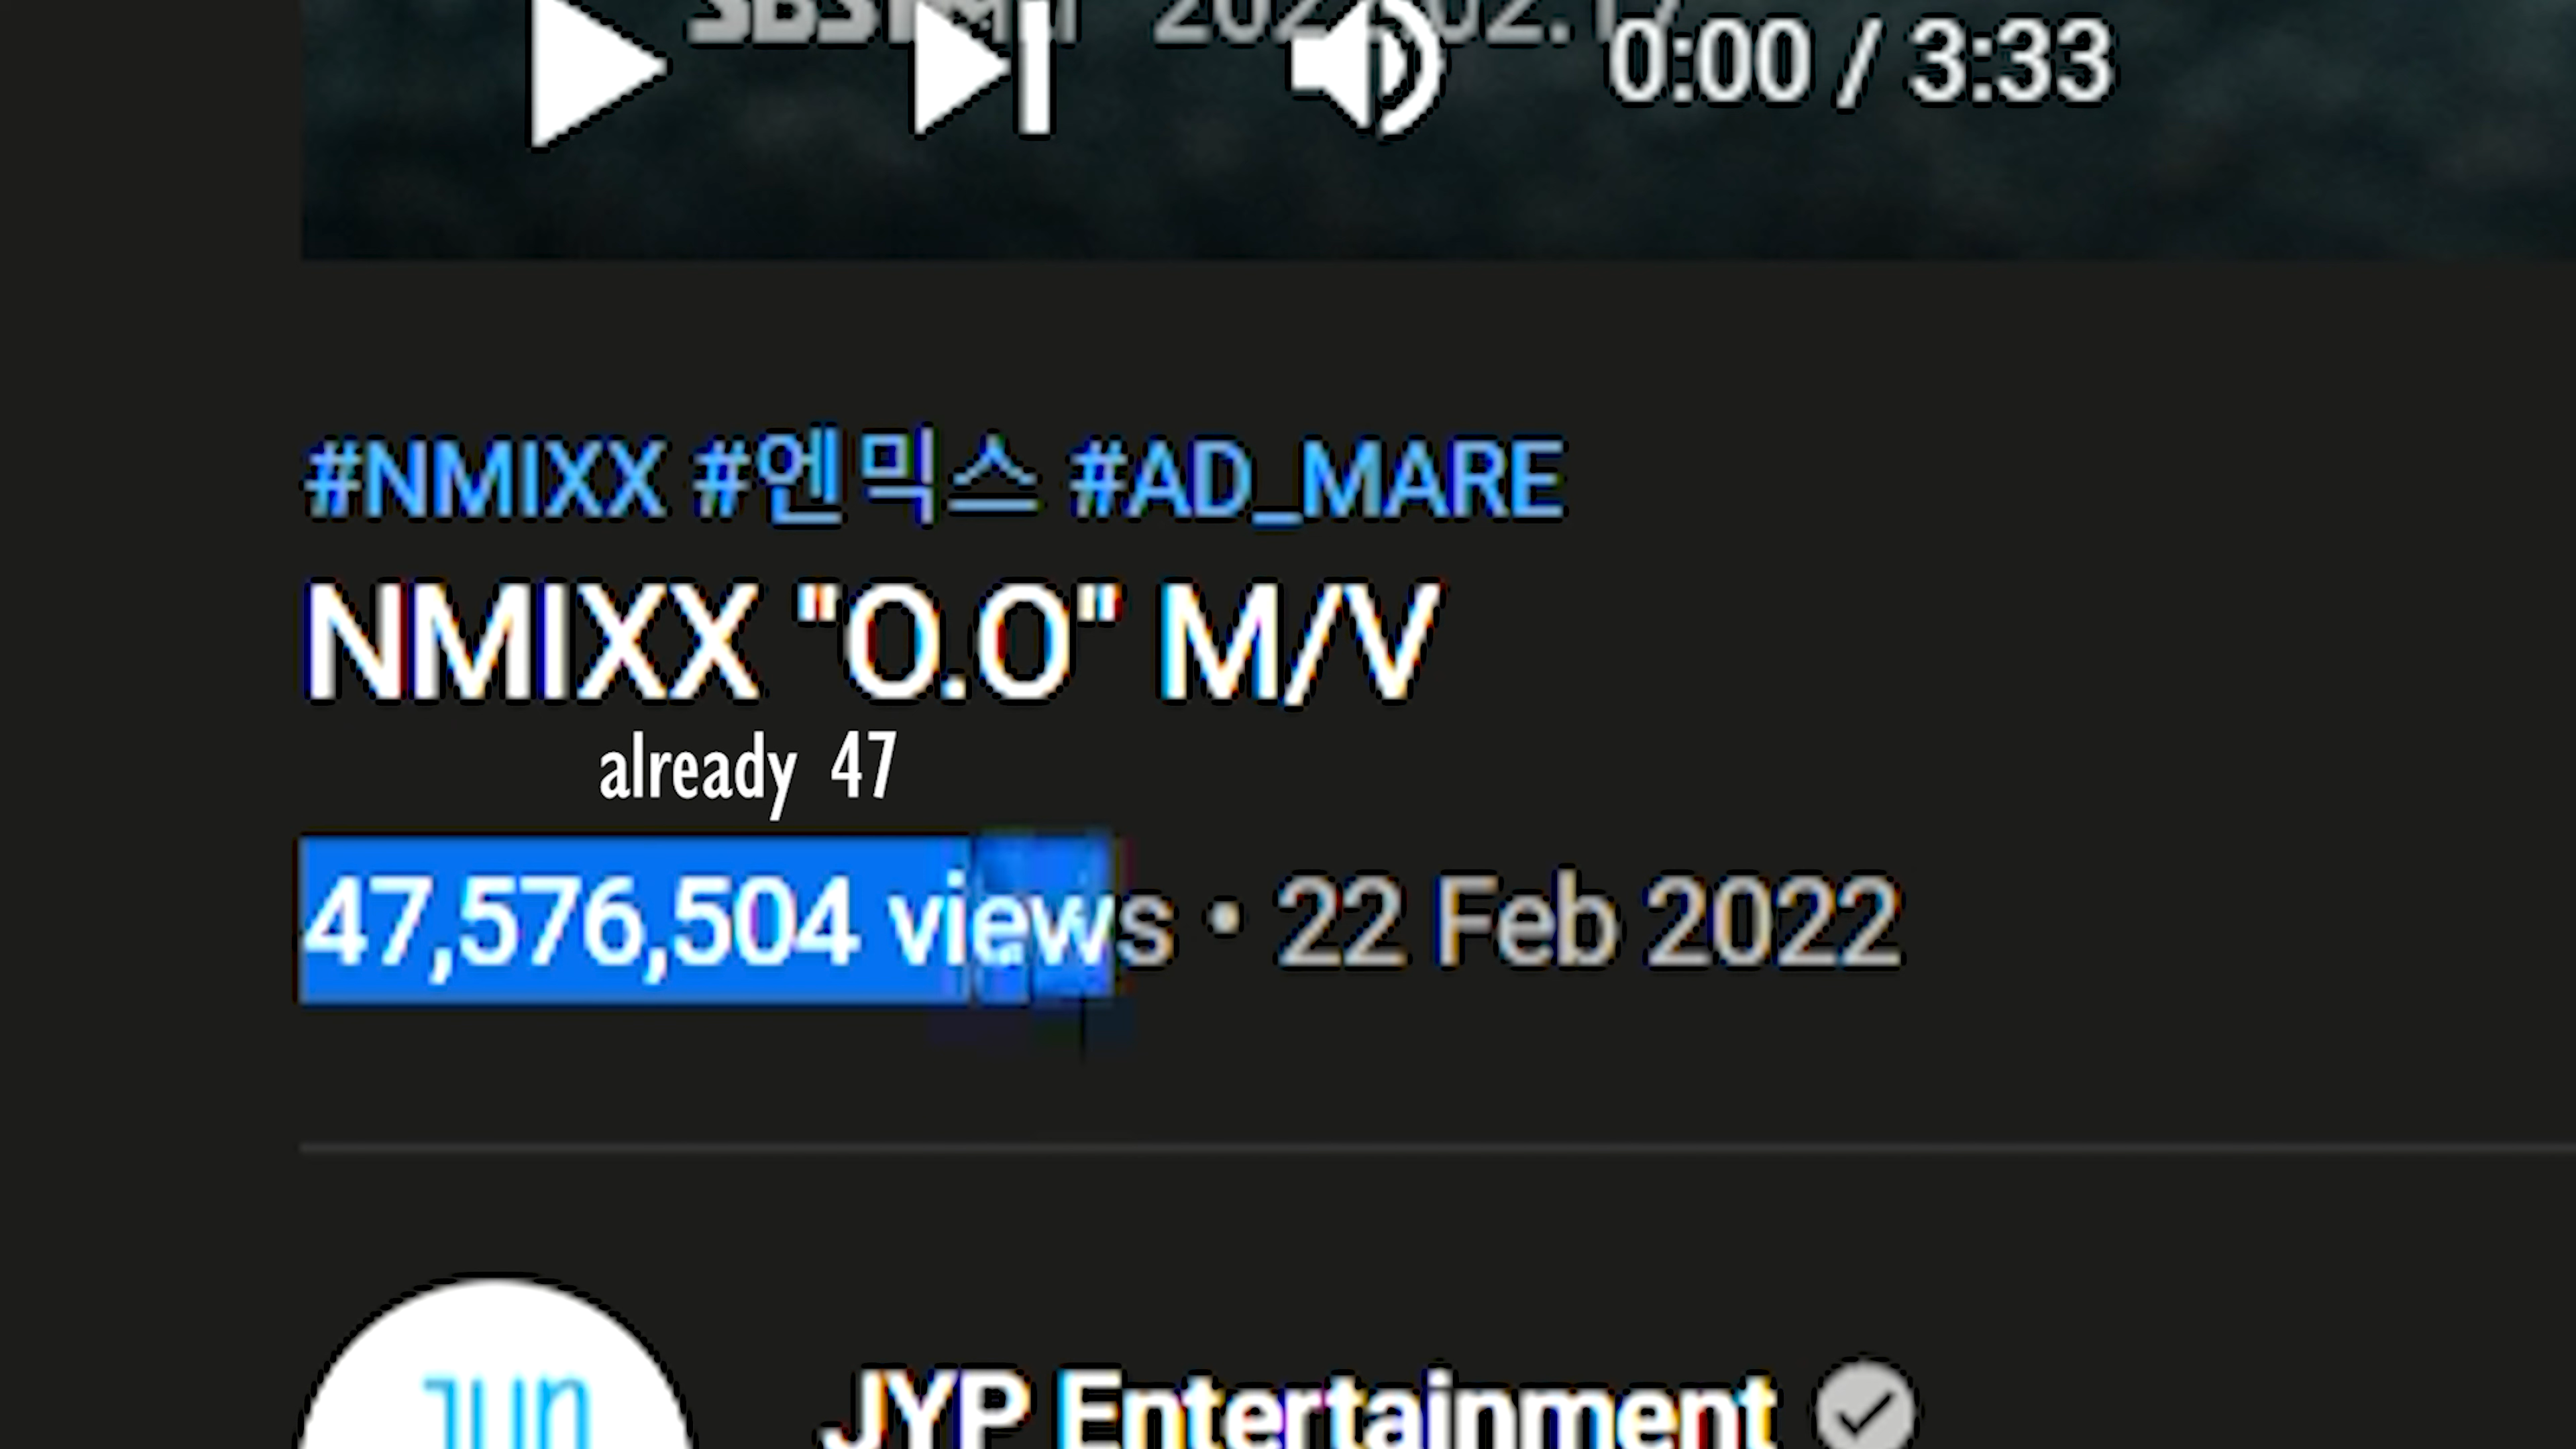 0:00 / 3:33
#NMIXX #엔믹스 #AD_MARE
NMIXX "O.O" M/V
already 47
47,576,504 views • 22 Feb 2022
JYP Entertainment